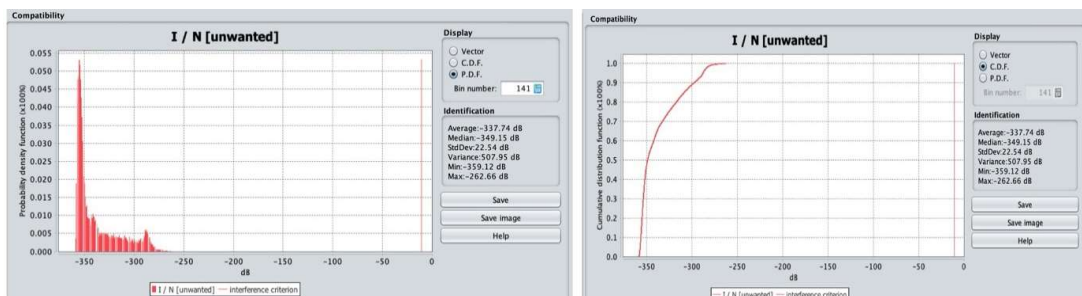 Compatibility
I / N [unwanted]
Probability density function (x100%)
0.055
0.050
0.045
0.040
0.035
0.030
0.025
0.020
0.015
0.010
0.005
0.000
-350
-300
-250
-200
-150
-100
-50
0
dB
I / N [unwanted] interference criterion
Display
Vector
C.D.F.
P.D.F.
Bin number: 141
Identification
Average:-337.74 dB
Median:-349.15 dB
StdDev:22.54 dB
Variance:507.95 dB
Min:-359.12 dB
Max:-262.66 dB
Save
Save image
Help
Compatibility
I / N [unwanted]
Cumulative distribution function (x100%)
1.0
0.9
0.8
0.7
0.6
0.5
0.4
0.3
0.2
0.1
0.0
-350
-300
-250
-200
-150
-100
-50
0
dB
I / N [unwanted] interference criterion
Display
Vector
C.D.F.
P.D.F.
Bin number: 141
Identification
Average:-337.74 dB
Median:-349.15 dB
StdDev:22.54 dB
Variance:507.95 dB
Min:-359.12 dB
Max:-262.66 dB
Save
Save image
Help